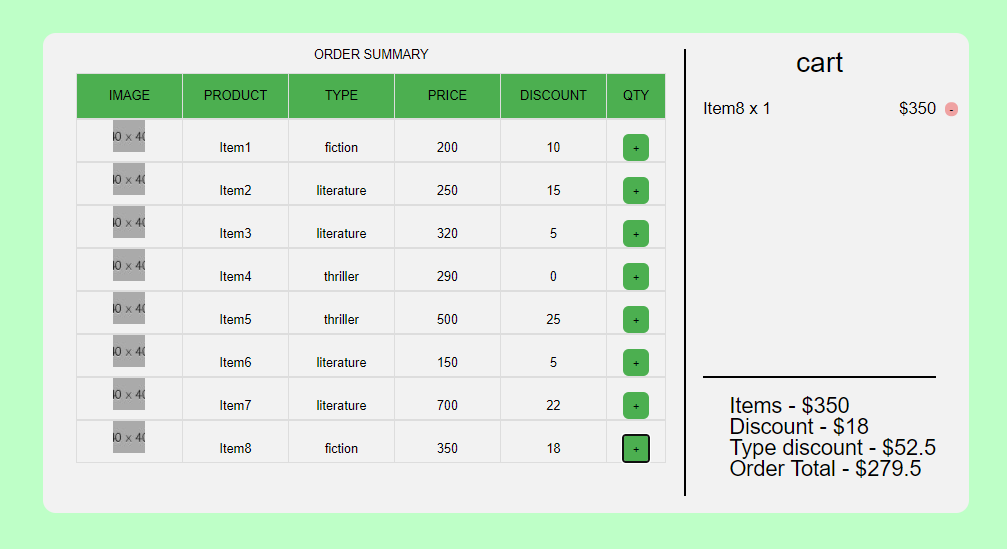 ORDER SUMMARY
IMAGE PRODUCT TYPE PRICE DISCOUNT QTY
40 × 40 Item1 fiction 200 10 +
40 × 40 Item2 literature 250 15 +
40 × 40 Item3 literature 320 5 +
40 × 40 Item4 thriller 290 0 +
40 × 40 Item5 thriller 500 25 +
40 × 40 Item6 literature 150 5 +
40 × 40 Item7 literature 700 22 +
40 × 40 Item8 fiction 350 18 +
cart
Item8 x 1 $350 -
Items - $350
Discount - $18
Type discount - $52.5
Order Total - $279.5